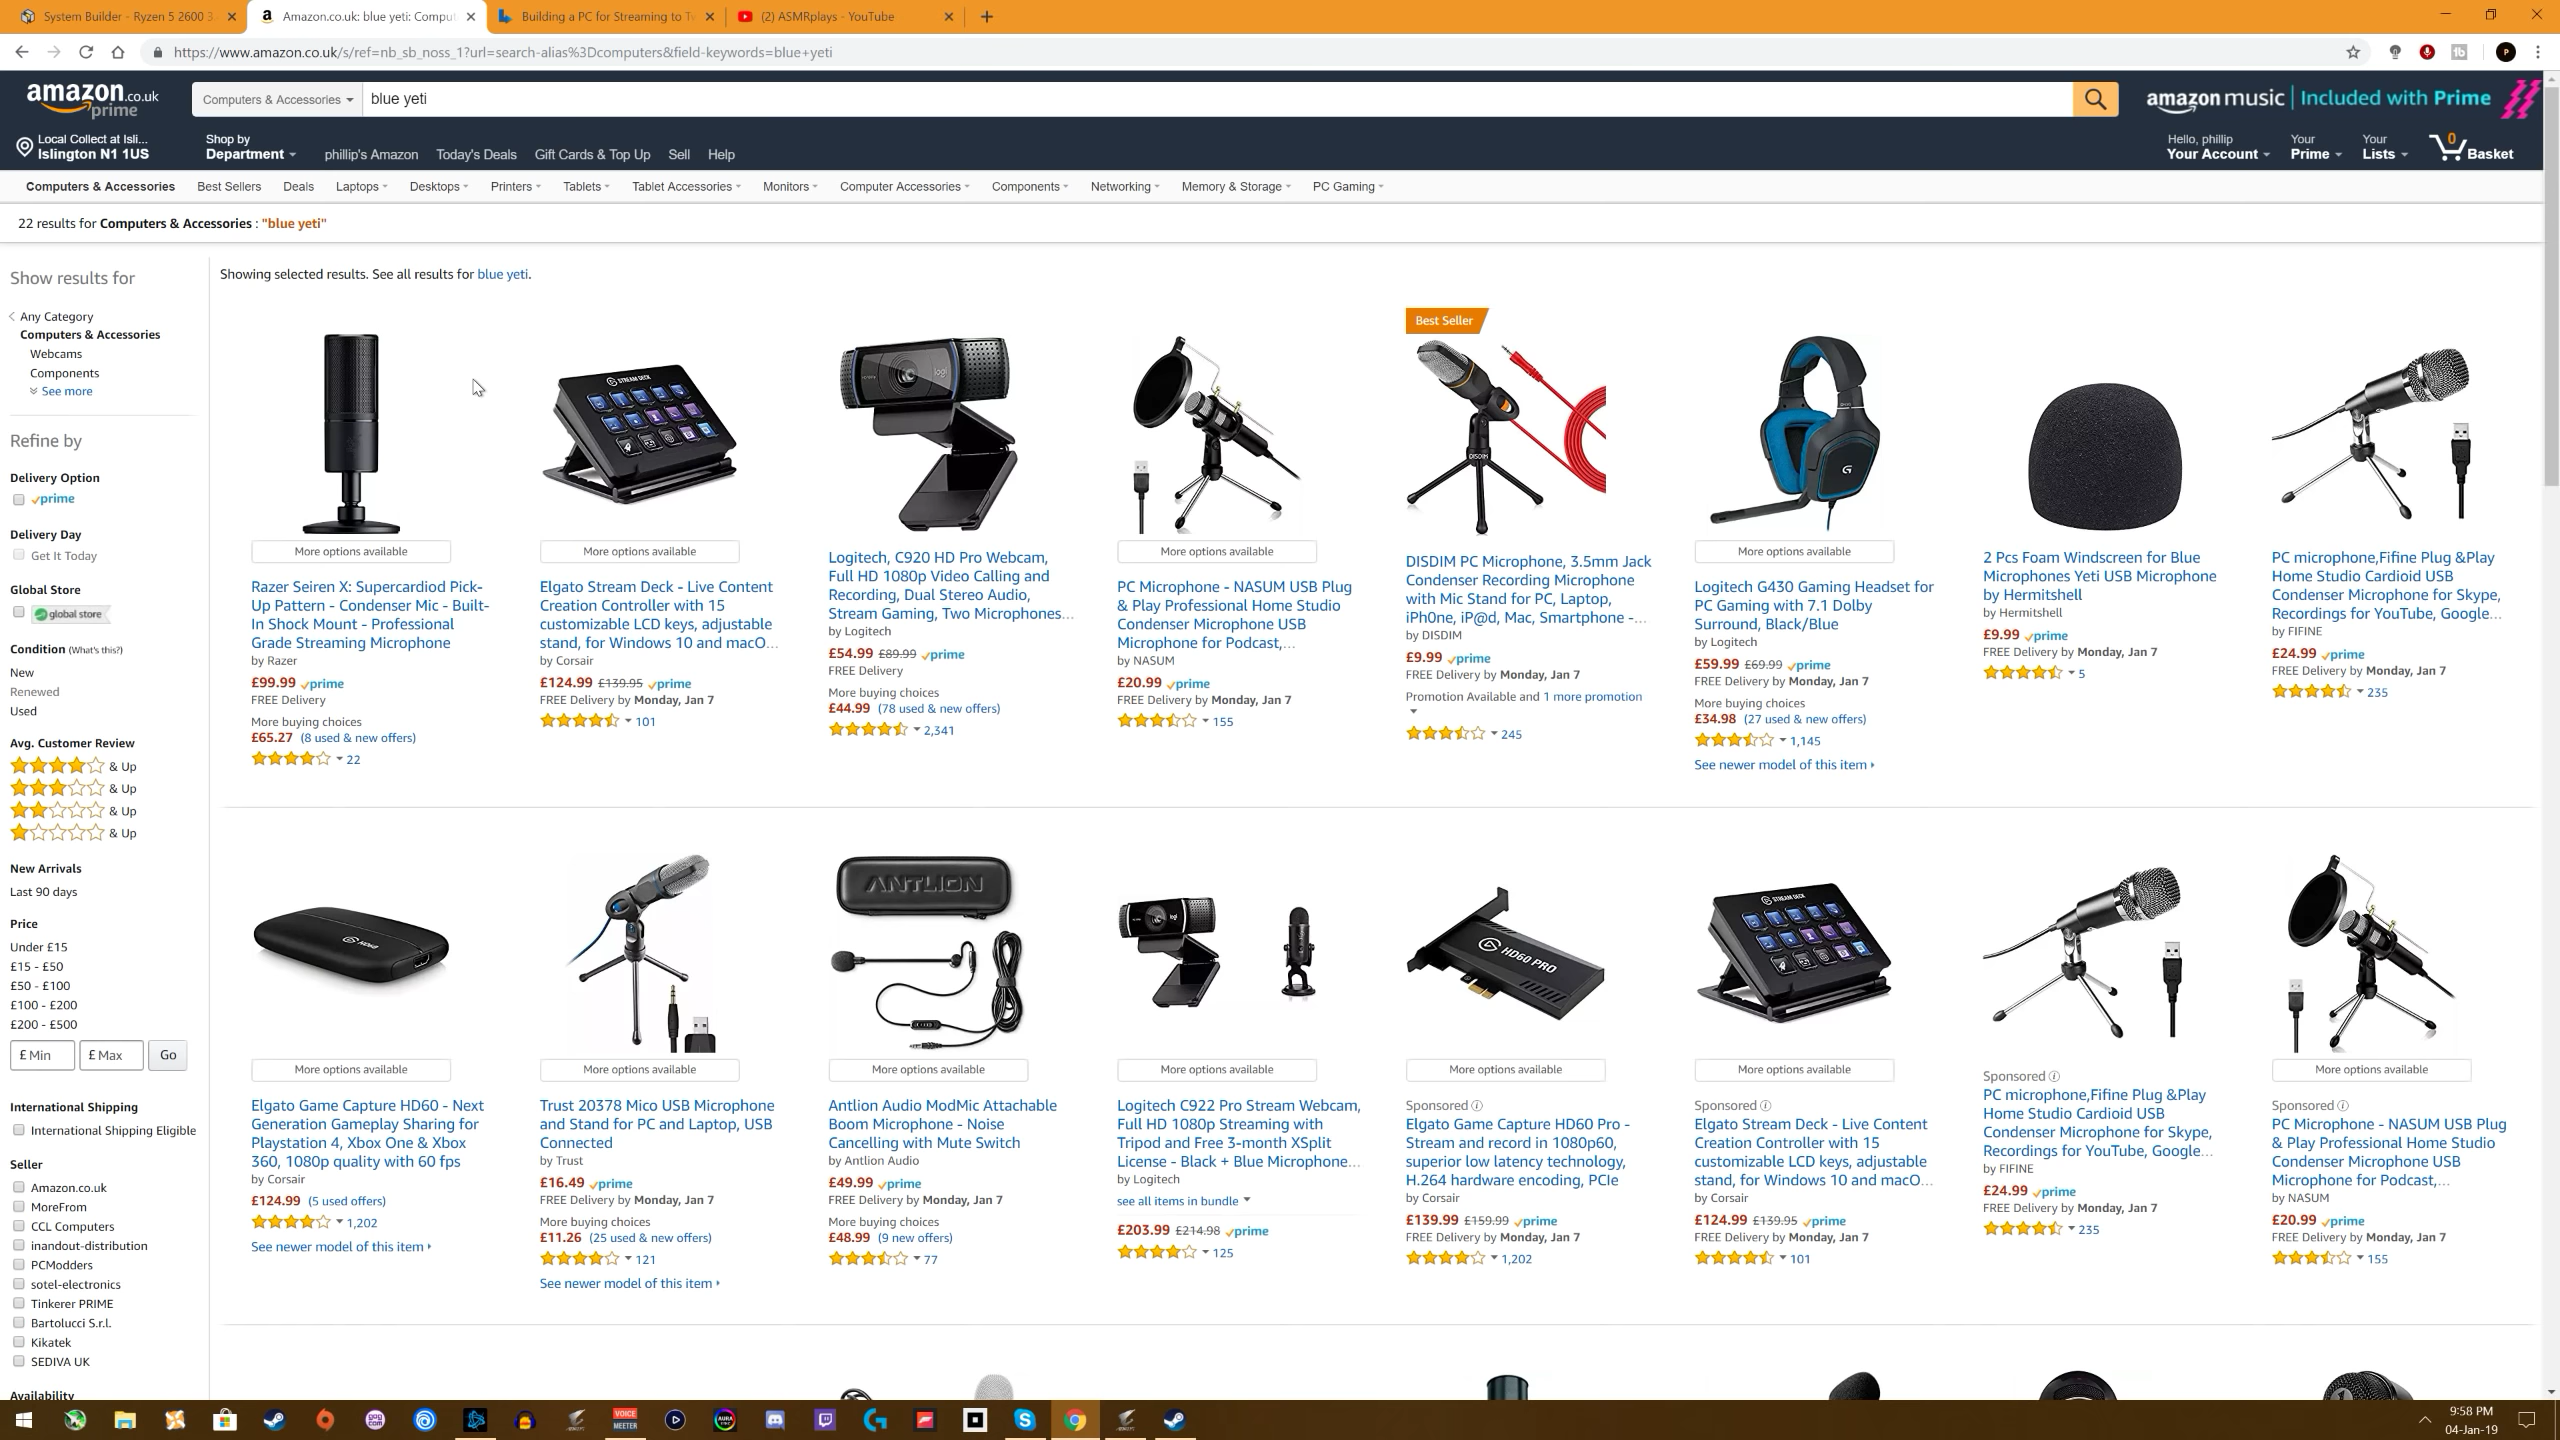 System Builder - Ryzen 5 2600 3.
Amazon.co.uk: blue yeti: Comput
Building a PC for Streaming to Tw
(2) ASMRplays - YouTube
https://www.amazon.co.uk/s/ref=nb_sb_noss_1?url=search-alias%3Dcomputers&field-keywords=blue+yeti
amazon.co.uk
prime
Computers & Accessories
blue yeti
amazon music | Included with Prime
Local Collect at Isli...
Islington N1 1US
Shop by
Department
phillip's Amazon
Today's Deals
Gift Cards & Top Up
Sell
Help
Hello, phillip
Your Account
Your
Prime
Your
Lists
0
Basket
Computers & Accessories
Best Sellers
Deals
Laptops
Desktops
Printers
Tablets
Tablet Accessories
Monitors
Computer Accessories
Components
Networking
Memory & Storage
PC Gaming
22 results for Computers & Accessories : "blue yeti"
Show results for
Any Category
Computers & Accessories
Webcams
Components
See more
Refine by
Delivery Option
prime
Delivery Day
Get It Today
Global Store
global store
Condition (What's this?)
New
Renewed
Used
Avg. Customer Review
& Up
& Up
& Up
& Up
New Arrivals
Last 90 days
Price
Under £15
£15 - £50
£50 - £100
£100 - £200
£200 - £500
£ Min
£ Max
Go
International Shipping
International Shipping Eligible
Seller
Amazon.co.uk
MoreFrom
CCL Computers
inandout-distribution
PCModders
sotel-electronics
Tinkerer PRIME
Bartolucci S.r.l.
Kikatek
SEDIVA UK
Availability
Showing selected results. See all results for blue yeti.
More options available
Razer Seiren X: Supercardiod Pick-
Up Pattern - Condenser Mic - Built-
In Shock Mount - Professional
Grade Streaming Microphone
by Razer
£99.99 prime
FREE Delivery
More buying choices
£65.27 (8 used & new offers)
22
STREAM DECK
More options available
Elgato Stream Deck - Live Content
Creation Controller with 15
customizable LCD keys, adjustable
stand, for Windows 10 and macO...
by Corsair
£124.99 £139.95 prime
FREE Delivery by Monday, Jan 7
101
logi
Logitech, C920 HD Pro Webcam,
Full HD 1080p Video Calling and
Recording, Dual Stereo Audio,
Stream Gaming, Two Microphones...
by Logitech
£54.99 £89.99 prime
FREE Delivery
More buying choices
£44.99 (78 used & new offers)
2,341
More options available
PC Microphone - NASUM USB Plug
& Play Professional Home Studio
Condenser Microphone USB
Microphone for Podcast,...
by NASUM
£20.99 prime
FREE Delivery by Monday, Jan 7
155
Best Seller
DISDIM
DISDIM PC Microphone, 3.5mm Jack
Condenser Recording Microphone
with Mic Stand for PC, Laptop,
iPh0ne, iP@d, Mac, Smartphone -...
by DISDIM
£9.99 prime
FREE Delivery by Monday, Jan 7
Promotion Available and 1 more promotion
245
G
More options available
Logitech G430 Gaming Headset for
PC Gaming with 7.1 Dolby
Surround, Black/Blue
by Logitech
£59.99 £69.99 prime
FREE Delivery by Monday, Jan 7
More buying choices
£34.98 (27 used & new offers)
1,145
See newer model of this item
2 Pcs Foam Windscreen for Blue
Microphones Yeti USB Microphone
by Hermitshell
by Hermitshell
£9.99 prime
FREE Delivery by Monday, Jan 7
5
PC microphone,Fifine Plug &Play
Home Studio Cardioid USB
Condenser Microphone for Skype,
Recordings for YouTube, Google...
by FIFINE
£24.99 prime
FREE Delivery by Monday, Jan 7
235
HD60
More options available
Elgato Game Capture HD60 - Next
Generation Gameplay Sharing for
Playstation 4, Xbox One & Xbox
360, 1080p quality with 60 fps
by Corsair
£124.99 (5 used offers)
1,202
See newer model of this item
More options available
Trust 20378 Mico USB Microphone
and Stand for PC and Laptop, USB
Connected
by Trust
£16.49 prime
FREE Delivery by Monday, Jan 7
More buying choices
£11.26 (25 used & new offers)
121
See newer model of this item
ANTLION
More options available
Antlion Audio ModMic Attachable
Boom Microphone - Noise
Cancelling with Mute Switch
by Antlion Audio
£49.99 prime
FREE Delivery by Monday, Jan 7
More buying choices
£48.99 (9 new offers)
77
More options available
Logitech C922 Pro Stream Webcam,
Full HD 1080p Streaming with
Tripod and Free 3-month XSplit
License - Black + Blue Microphone...
by Logitech
see all items in bundle
£203.99 £214.98 prime
125
HD60 PRO
More options available
Sponsored
Elgato Game Capture HD60 Pro -
Stream and record in 1080p60,
superior low latency technology,
H.264 hardware encoding, PCIe
by Corsair
£139.99 £159.99 prime
FREE Delivery by Monday, Jan 7
1,202
STREAM DECK
More options available
Sponsored
Elgato Stream Deck - Live Content
Creation Controller with 15
customizable LCD keys, adjustable
stand, for Windows 10 and macO...
by Corsair
£124.99 £139.95 prime
FREE Delivery by Monday, Jan 7
101
Sponsored
PC microphone,Fifine Plug &Play
Home Studio Cardioid USB
Condenser Microphone for Skype,
Recordings for YouTube, Google...
by FIFINE
£24.99 prime
FREE Delivery by Monday, Jan 7
235
More options available
Sponsored
PC Microphone - NASUM USB Plug
& Play Professional Home Studio
Condenser Microphone USB
Microphone for Podcast,...
by NASUM
£20.99 prime
FREE Delivery by Monday, Jan 7
155
VOICE
MEETER
9:58 PM
04-Jan-19